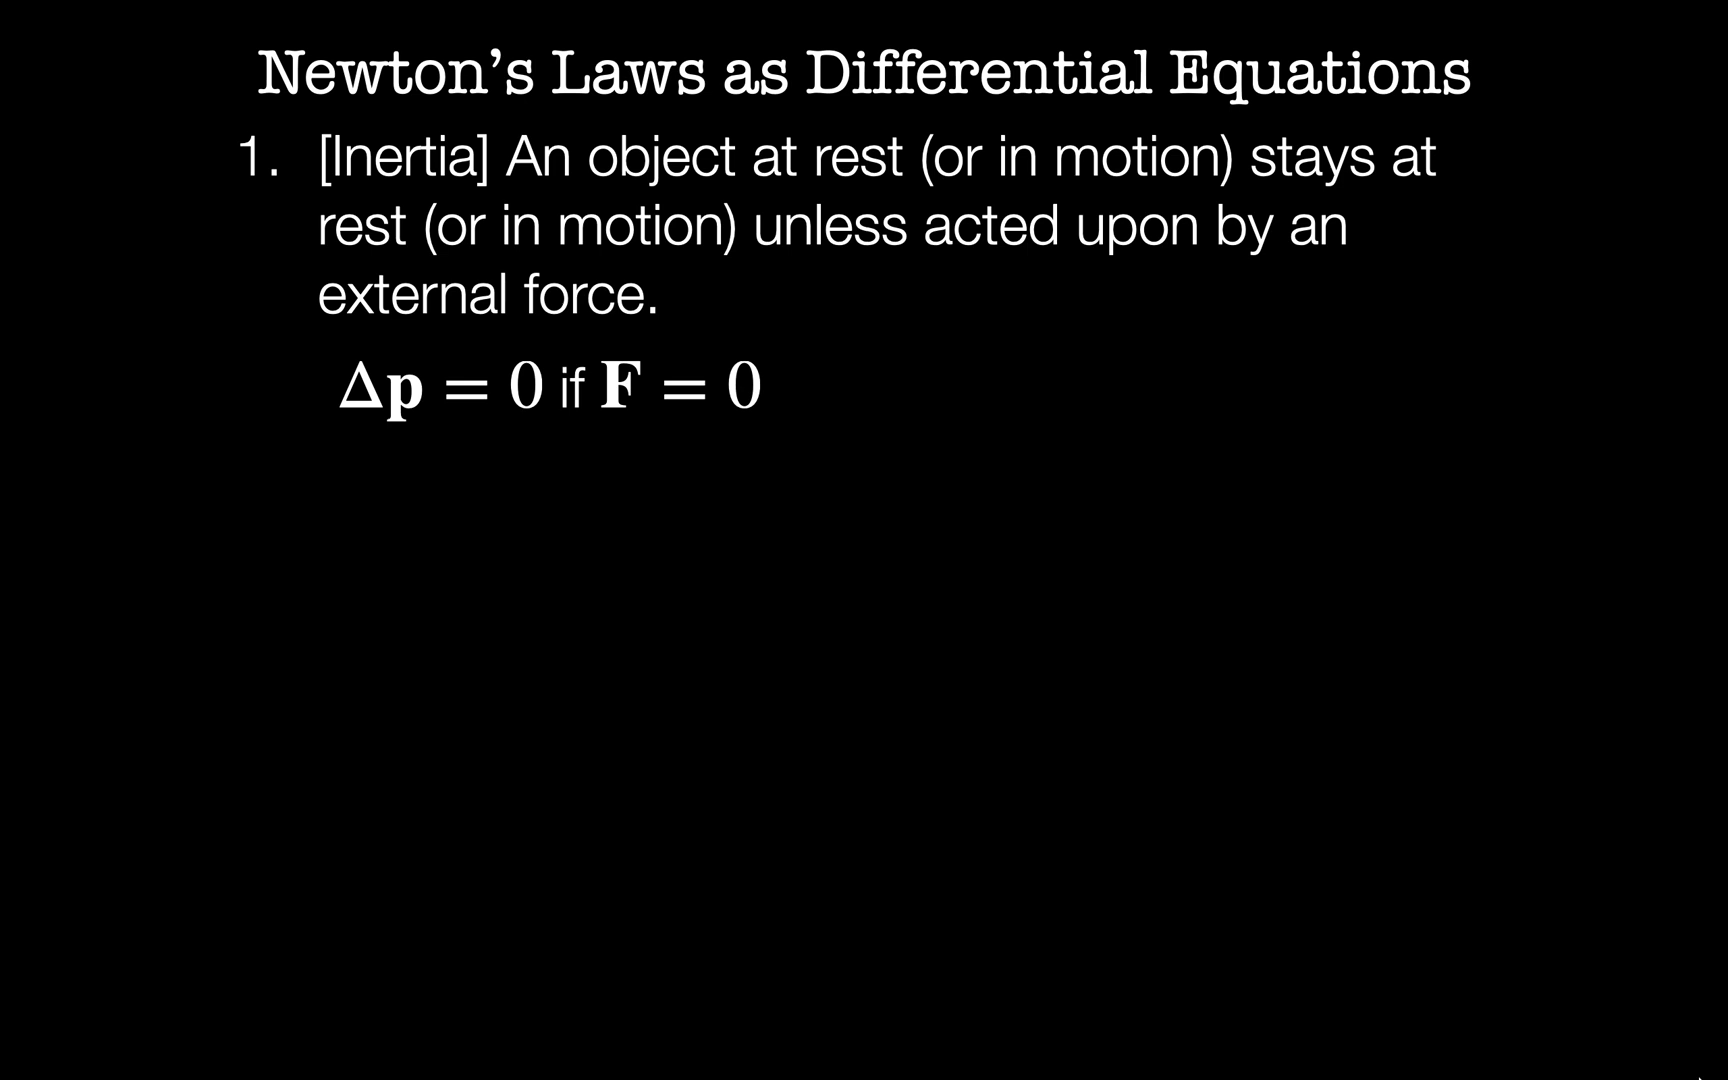 Newton’s Laws as Differential Equations
1. [Inertia] An object at rest (or in motion) stays at
rest (or in motion) unless acted upon by an
external force.
Δp = 0 if F = 0